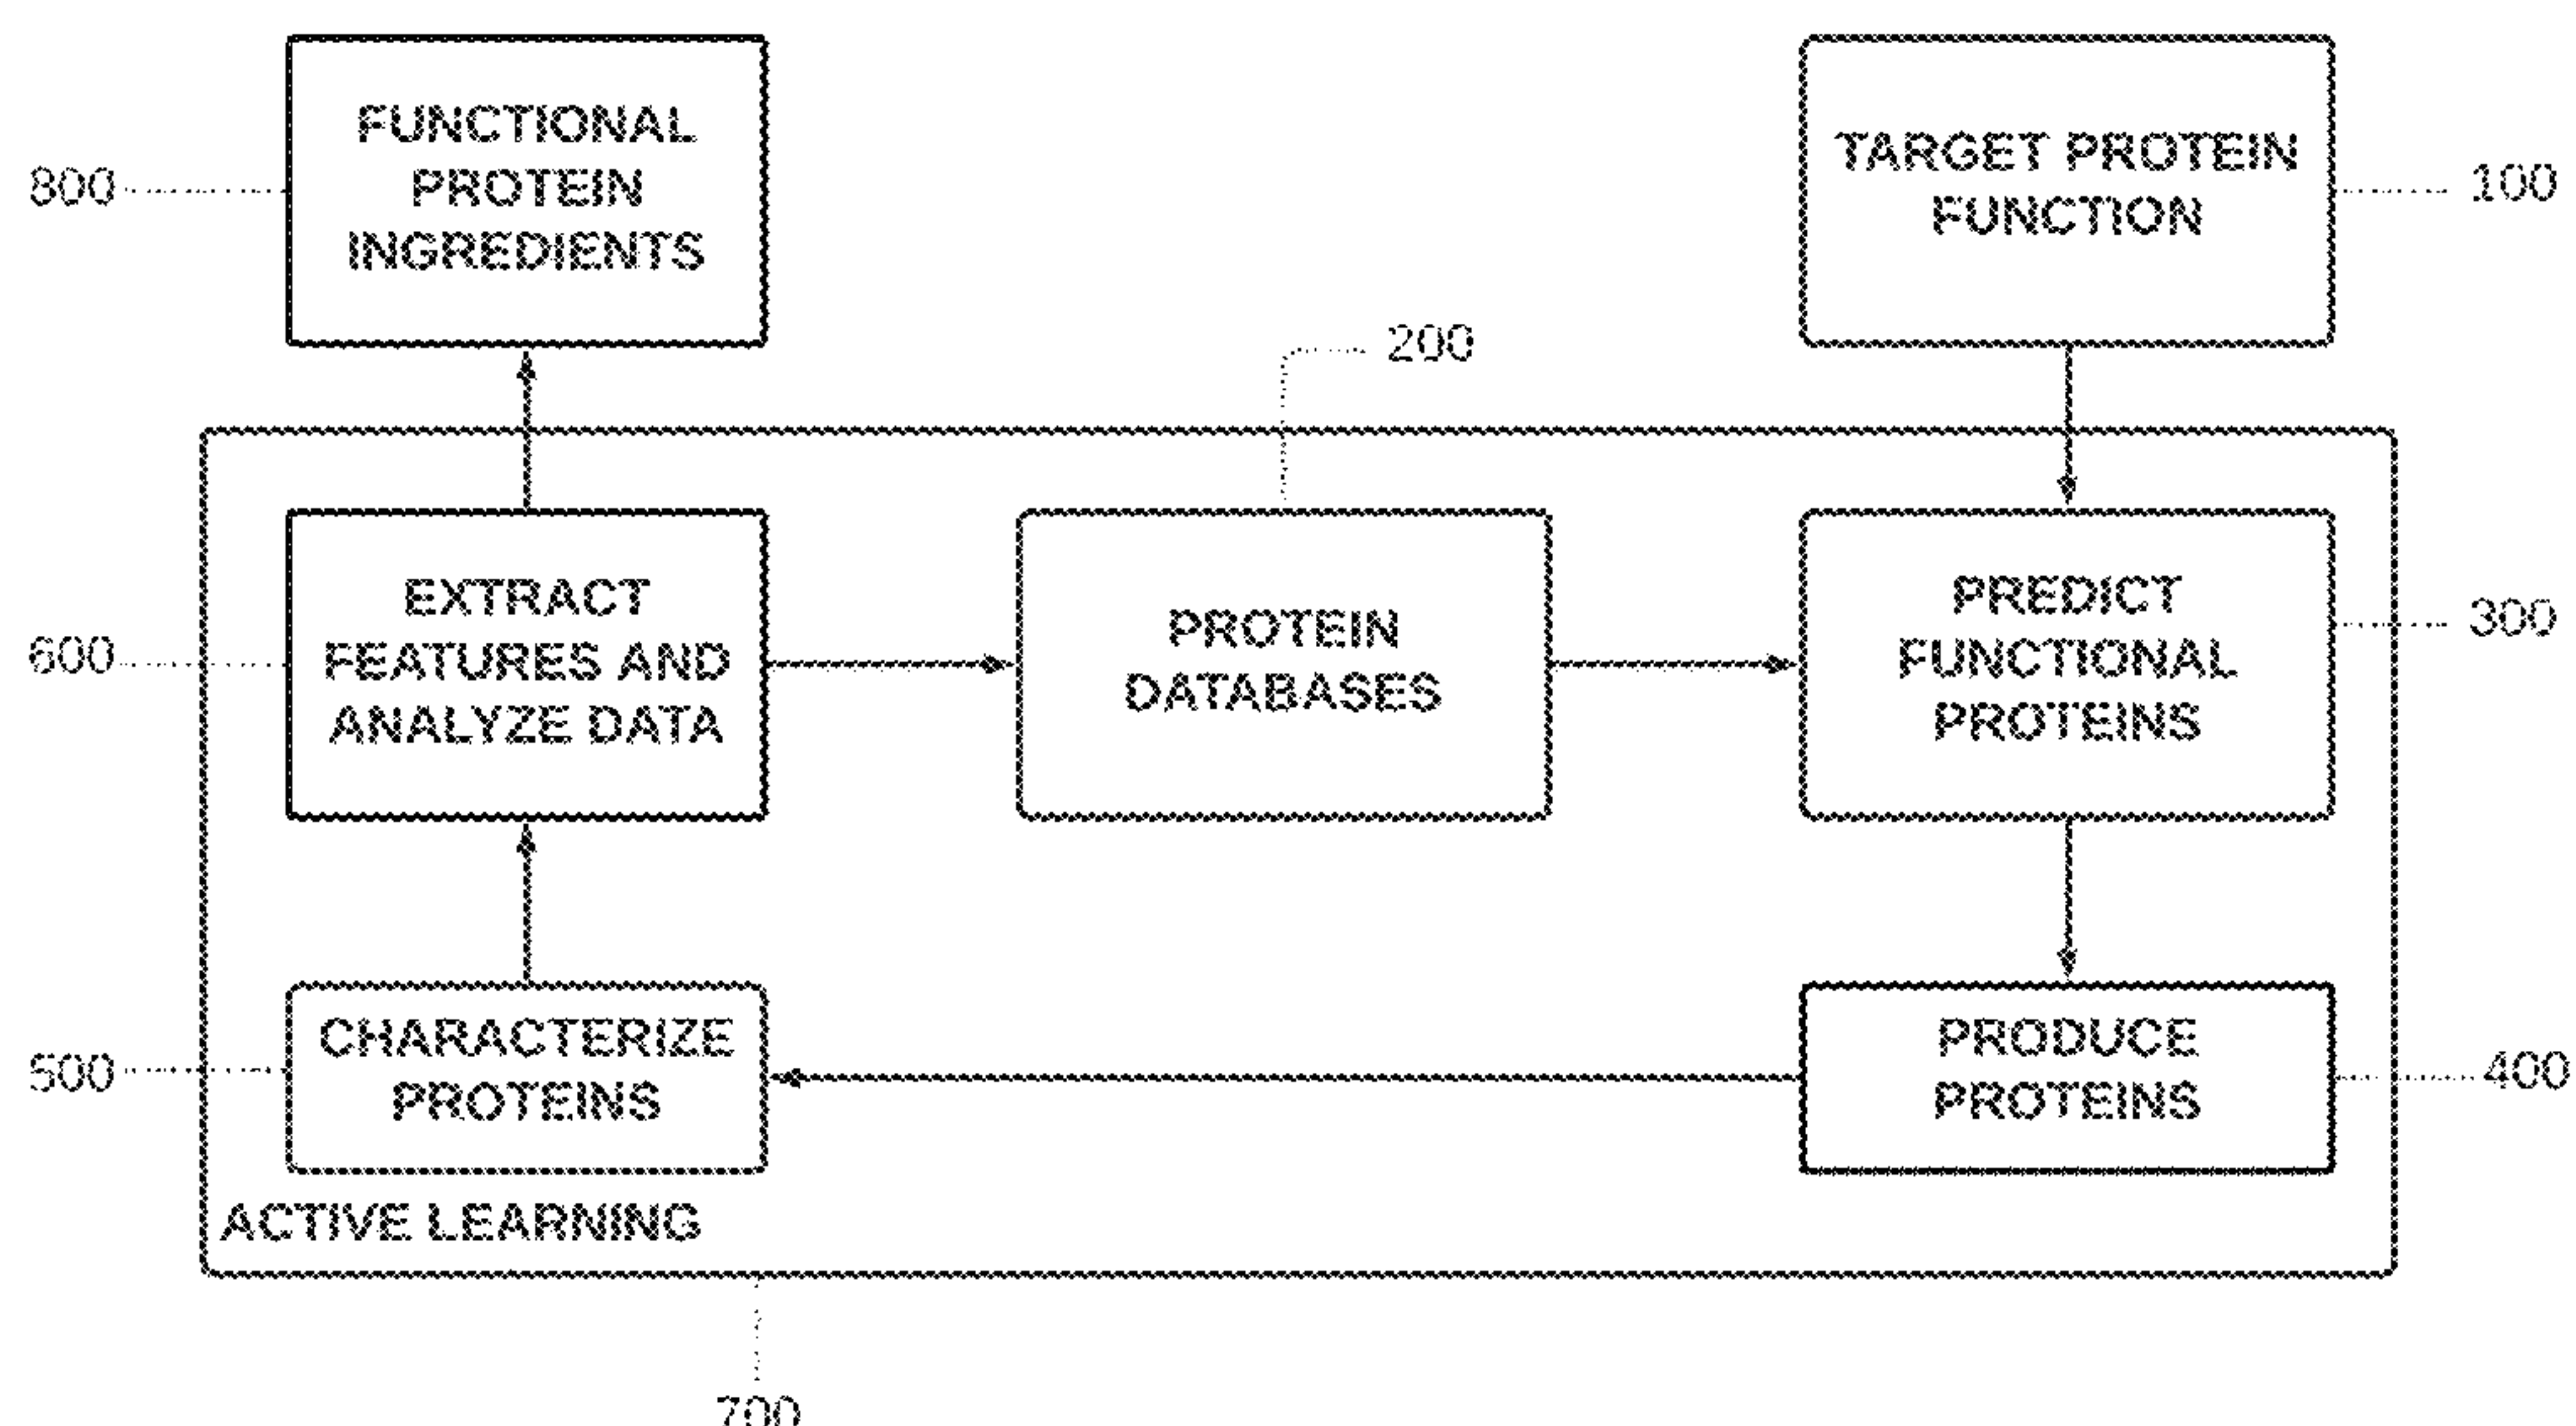 FUNCTIONAL
PROTEIN
INGREDIENTS
800
TARGET PROTEIN
FUNCTION
100
200
EXTRACT
FEATURES AND
ANALYZE DATA
600
PROTEIN
DATABASES
PREDICT
FUNCTIONAL
PROTEINS
300
CHARACTERIZE
PROTEINS
500
PRODUCE
PROTEINS
400
ACTIVE LEARNING
700